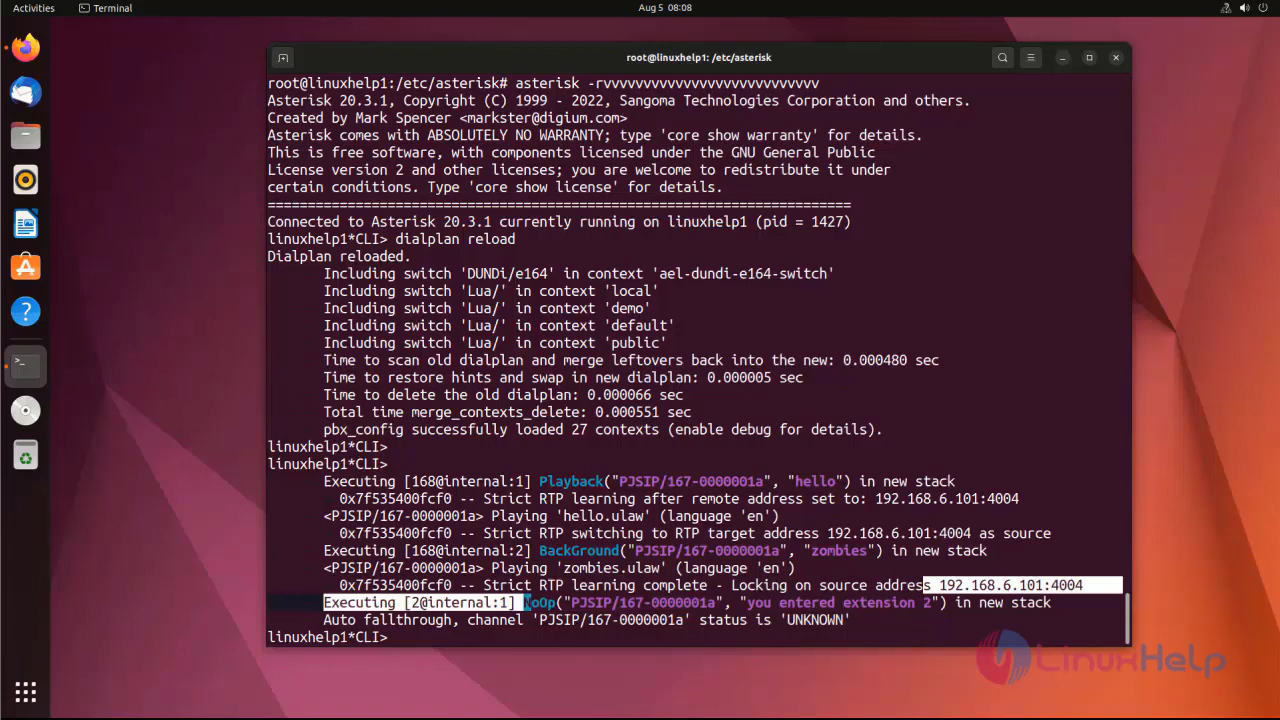 Activities Terminal Aug 5 08:08
root@linuxhelp1: /etc/asterisk
root@linuxhelp1:/etc/asterisk# asterisk -rvvvvvvvvvvvvvvvvvvvvvvvvvvv
Asterisk 20.3.1, Copyright (C) 1999 - 2022, Sangoma Technologies Corporation and others.
Created by Mark Spencer <markster@digium.com>
Asterisk comes with ABSOLUTELY NO WARRANTY; type 'core show warranty' for details.
This is free software, with components licensed under the GNU General Public
License version 2 and other licenses; you are welcome to redistribute it under
certain conditions. Type 'core show license' for details.
=========================================================================
Connected to Asterisk 20.3.1 currently running on linuxhelp1 (pid = 1427)
linuxhelp1*CLI> dialplan reload
Dialplan reloaded.
Including switch 'DUNDi/e164' in context 'ael-dundi-e164-switch'
Including switch 'Lua/' in context 'local'
Including switch 'Lua/' in context 'demo'
Including switch 'Lua/' in context 'default'
Including switch 'Lua/' in context 'public'
Time to scan old dialplan and merge leftovers back into the new: 0.000480 sec
Time to restore hints and swap in new dialplan: 0.000005 sec
Time to delete the old dialplan: 0.000066 sec
Total time merge_contexts_delete: 0.000551 sec
pbx_config successfully loaded 27 contexts (enable debug for details).
linuxhelp1*CLI>
linuxhelp1*CLI>
Executing [168@internal:1] Playback("PJSIP/167-0000001a", "hello") in new stack
0x7f535400fcf0 -- Strict RTP learning after remote address set to: 192.168.6.101:4004
<PJSIP/167-0000001a> Playing 'hello.ulaw' (language 'en')
0x7f535400fcf0 -- Strict RTP switching to RTP target address 192.168.6.101:4004 as source
Executing [168@internal:2] BackGround("PJSIP/167-0000001a", "zombies") in new stack
<PJSIP/167-0000001a> Playing 'zombies.ulaw' (language 'en')
0x7f535400fcf0 -- Strict RTP learning complete - Locking on source address 192.168.6.101:4004
Executing [2@internal:1] NoOp("PJSIP/167-0000001a", "you entered extension 2") in new stack
Auto fallthrough, channel 'PJSIP/167-0000001a' status is 'UNKNOWN'
linuxhelp1*CLI>
LinuxHelp